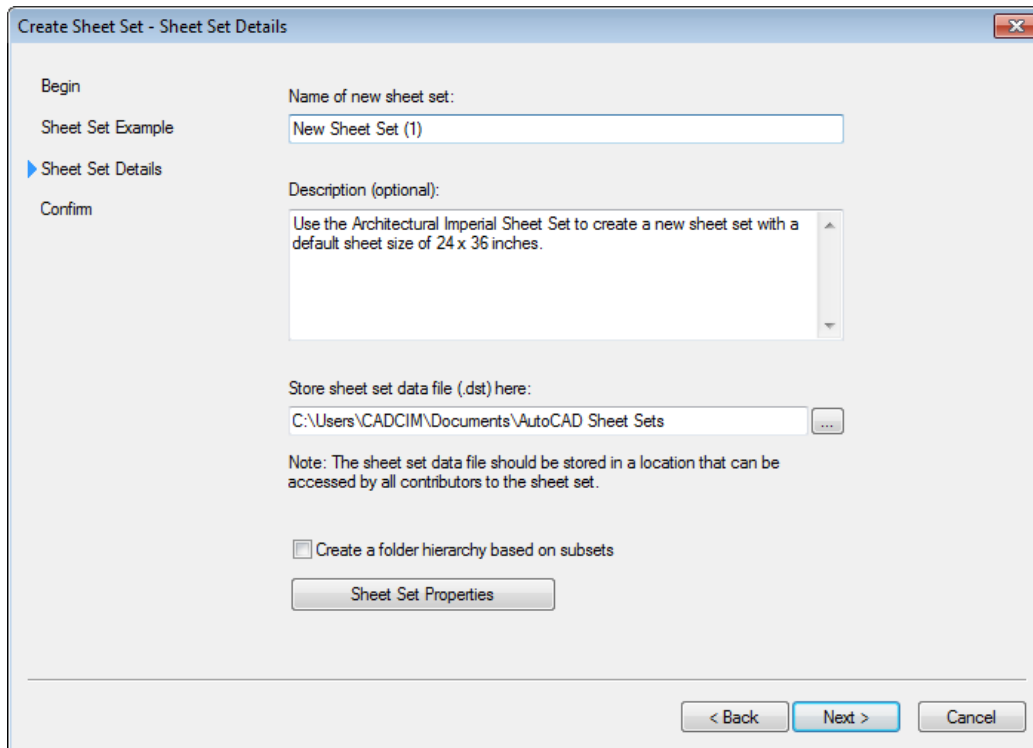 Create Sheet Set - Sheet Set Details
Begin
Sheet Set Example
Sheet Set Details
Confirm
Name of new sheet set:
New Sheet Set (1)
Description (optional):
Use the Architectural Imperial Sheet Set to create a new sheet set with a
default sheet size of 24 x 36 inches.
Store sheet set data file (.dst) here:
C:\Users\CADCIM\Documents\AutoCAD Sheet Sets
...
Note: The sheet set data file should be stored in a location that can be
accessed by all contributors to the sheet set.
Create a folder hierarchy based on subsets
Sheet Set Properties
< Back
Next >
Cancel